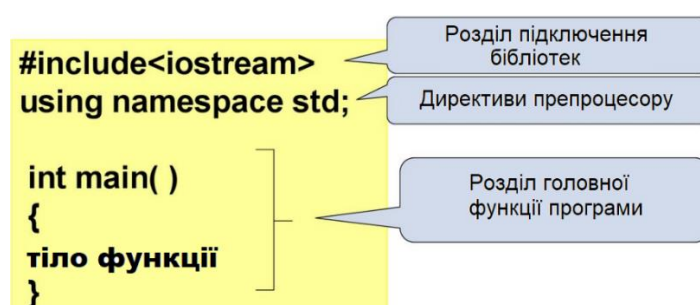 #include<iostream>
using namespace std;
int main( )
{
тіло функції
}
Розділ підключення
бібліотек
Директиви препроцесору
Розділ головної
функції програми